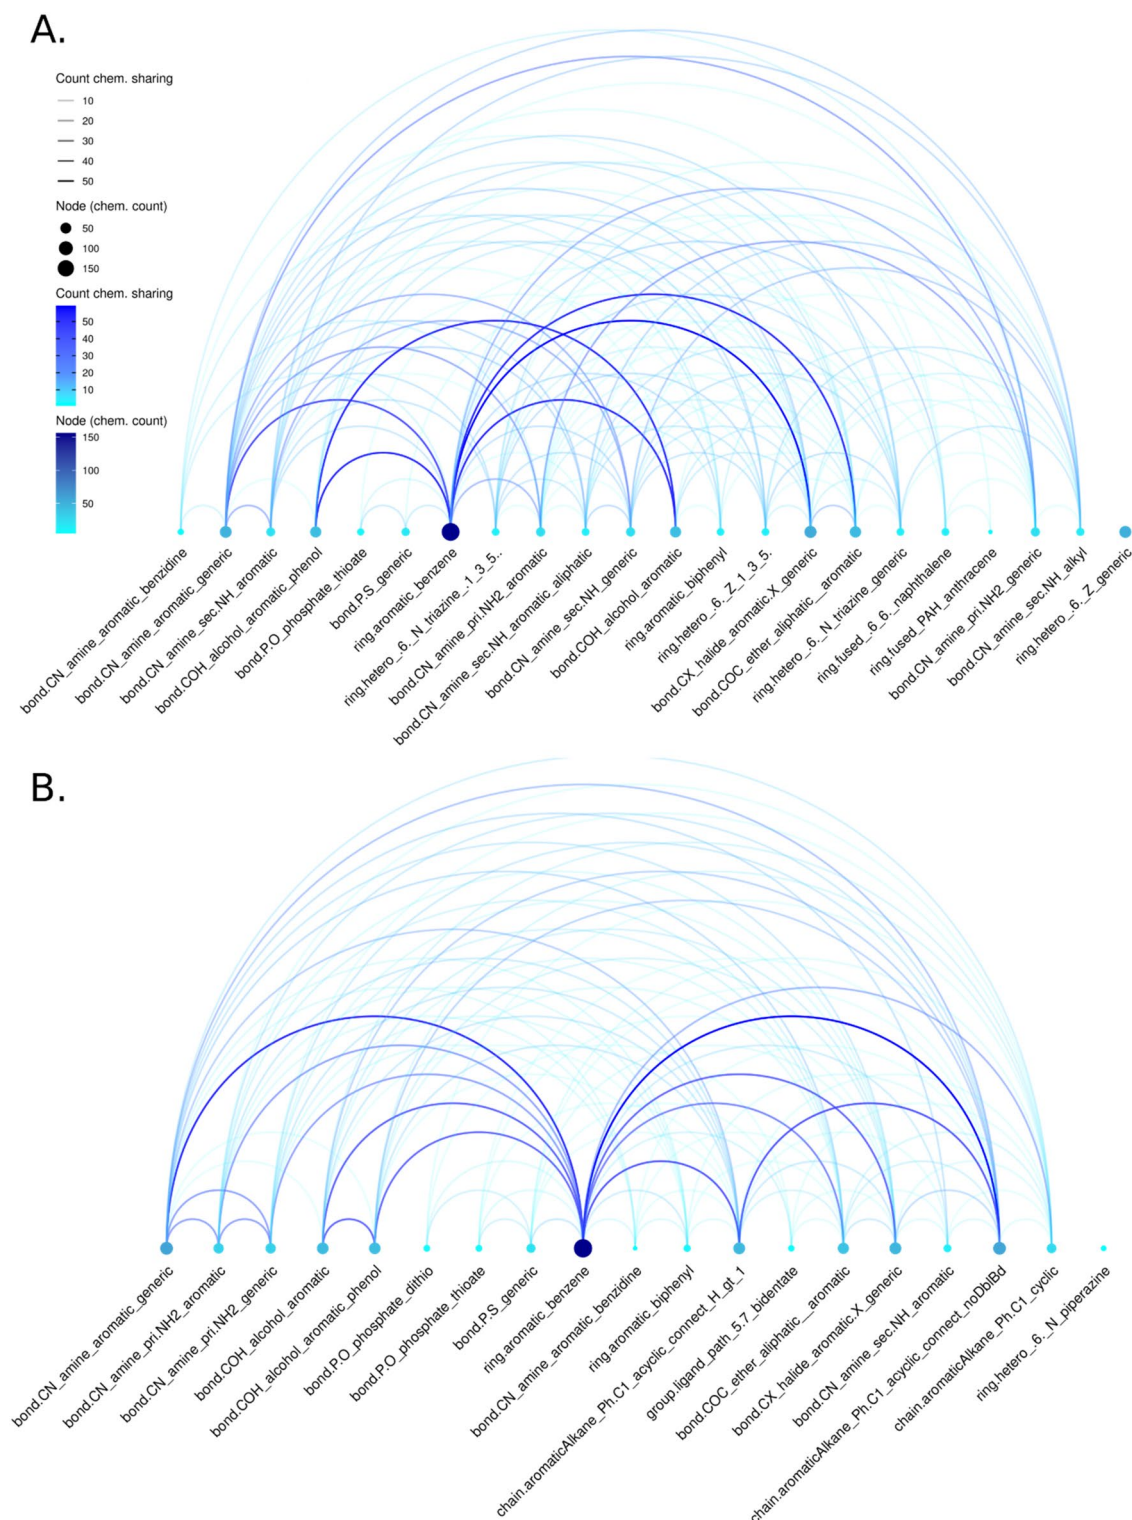 A.
Count chem. sharing
10
20
30
40
50
Node (chem. count)
50
100
150
Count chem. sharing
50
40
30
20
10
Node (chem. count)
150
100
50
bond.CN_amine_aromatic_benzidine
bond.CN_amine_aromatic_generic
bond.CN_amine_sec.NH_aromatic
bond.COH_alcohol_aromatic_phenol
bond.P.O_phosphate_thioate
bond.P.S_generic
ring.aromatic_benzene
ring.hetero_.6._N_triazine_.1_3_5..
bond.CN_amine_pri.NH2_aromatic
bond.CN_amine_sec.NH_aromatic_aliphatic
bond.CN_amine_sec.NH_generic
bond.COH_alcohol_aromatic
ring.aromatic_biphenyl
ring.hetero_.6._Z_1_3_5.
bond.CX_halide_aromatic.X_generic
bond.COC_ether_aliphatic_aromatic
ring.hetero_.6._N_triazine_generic
ring.fused_.6_6._naphthalene
ring.fused_PAH_anthracene
bond.CN_amine_pri.NH2_generic
bond.CN_amine_sec.NH_alkyl
ring.hetero_.6._Z_generic
B.
bond.CN_amine_aromatic_generic
bond.CN_amine_pri.NH2_aromatic
bond.CN_amine_pri.NH2_generic
bond.COH_alcohol_aromatic
bond.COH_alcohol_aromatic_phenol
bond.P.O_phosphate_dithio
bond.P.O_phosphate_thioate
bond.P.S_generic
ring.aromatic_benzene
bond.CN_amine_aromatic_benzidine
ring.aromatic_biphenyl
chain.aromaticAlkane_Ph.C1_acyclic_connect_H_gt_1
group.ligand_path_5.7_bidentate
bond.COC_ether_aliphatic_aromatic
bond.CX_halide_aromatic.X_generic
bond.CN_amine_sec.NH_aromatic
chain.aromaticAlkane_Ph.C1_acyclic_connect_noDblBd
chain.aromaticAlkane_Ph.C1_cyclic
ring.hetero_.6._N_piperazine